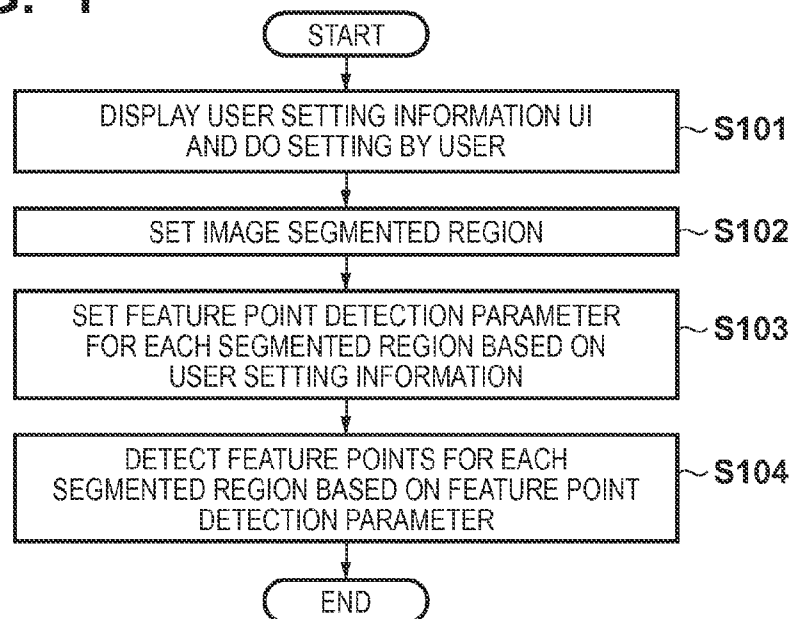 START
DISPLAY USER SETTING INFORMATION UI
AND DO SETTING BY USER
S101
SET IMAGE SEGMENTED REGION
S102
SET FEATURE POINT DETECTION PARAMETER
FOR EACH SEGMENTED REGION BASED ON
USER SETTING INFORMATION
S103
DETECT FEATURE POINTS FOR EACH
SEGMENTED REGION BASED ON FEATURE POINT
DETECTION PARAMETER
S104
END